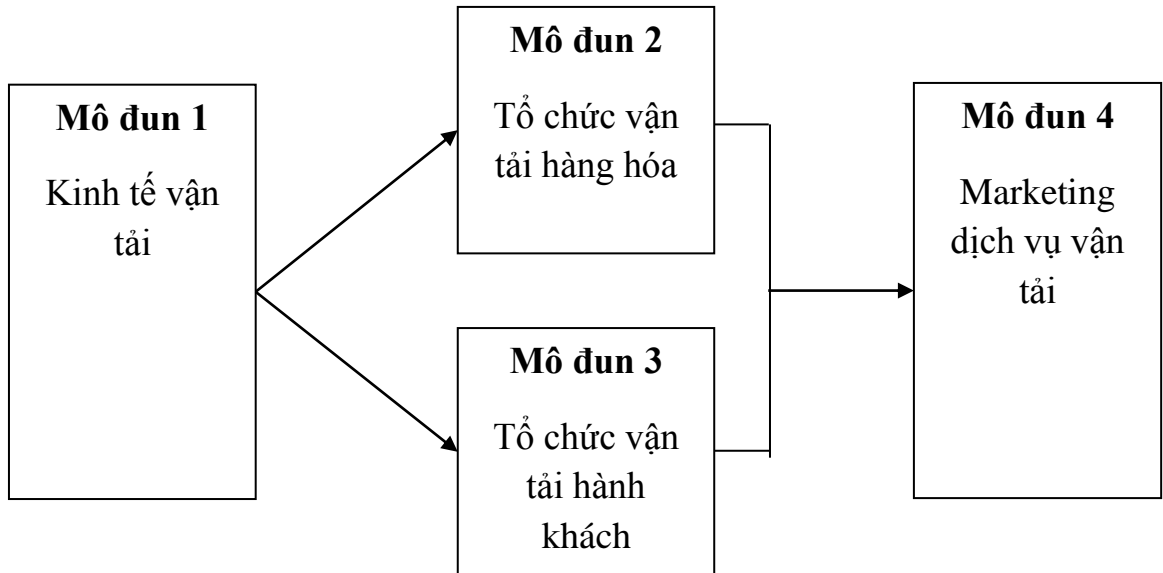 Mô đun 1
Kinh tế vận
tải
Mô đun 2
Tổ chức vận
tải hàng hóa
Mô đun 3
Tổ chức vận
tải hành
khách
Mô đun 4
Marketing
dịch vụ vận
tải